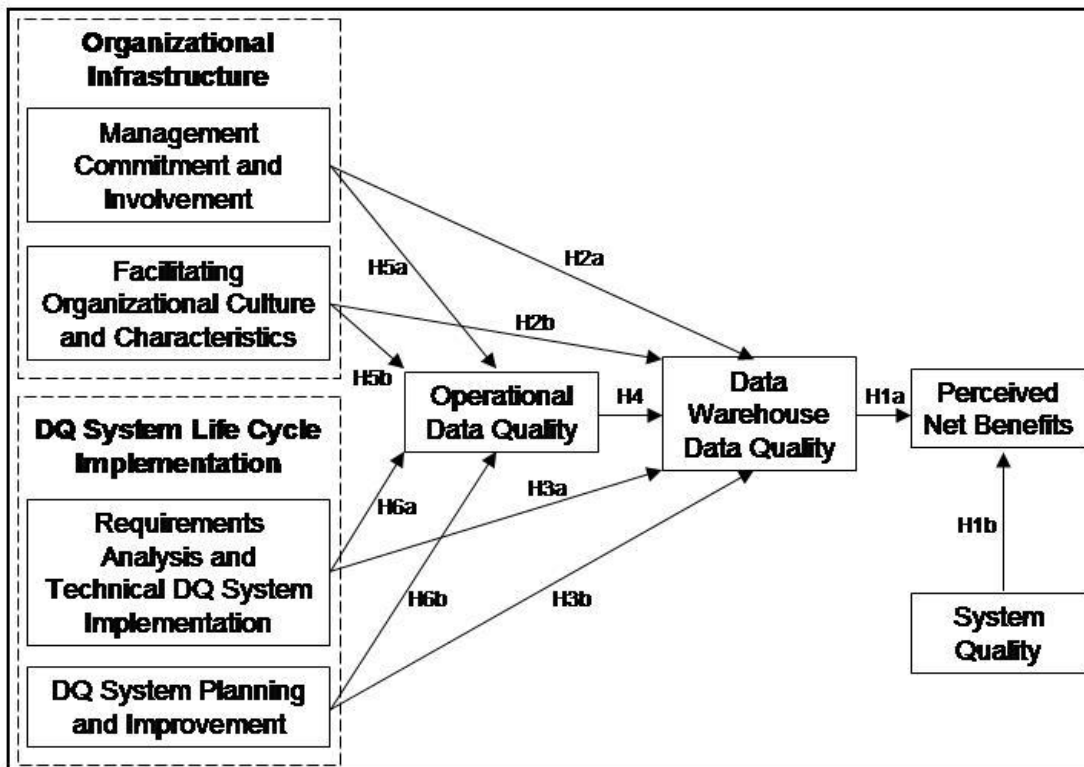 Organizational
Infrastructure
Management
Commitment and
Involvement
Facilitating
Organizational Culture
and Characteristics
DQ System Life Cycle
Implementation
Requirements
Analysis and
Technical DQ System
Implementation
DQ System Planning
and Improvement
H5a
H2a
H2b
H5b
Operational
Data Quality
H4
Data
Warehouse
Data Quality
H1a
Perceived
Net Benefits
H6a
H3a
H6b
H3b
H1b
System
Quality